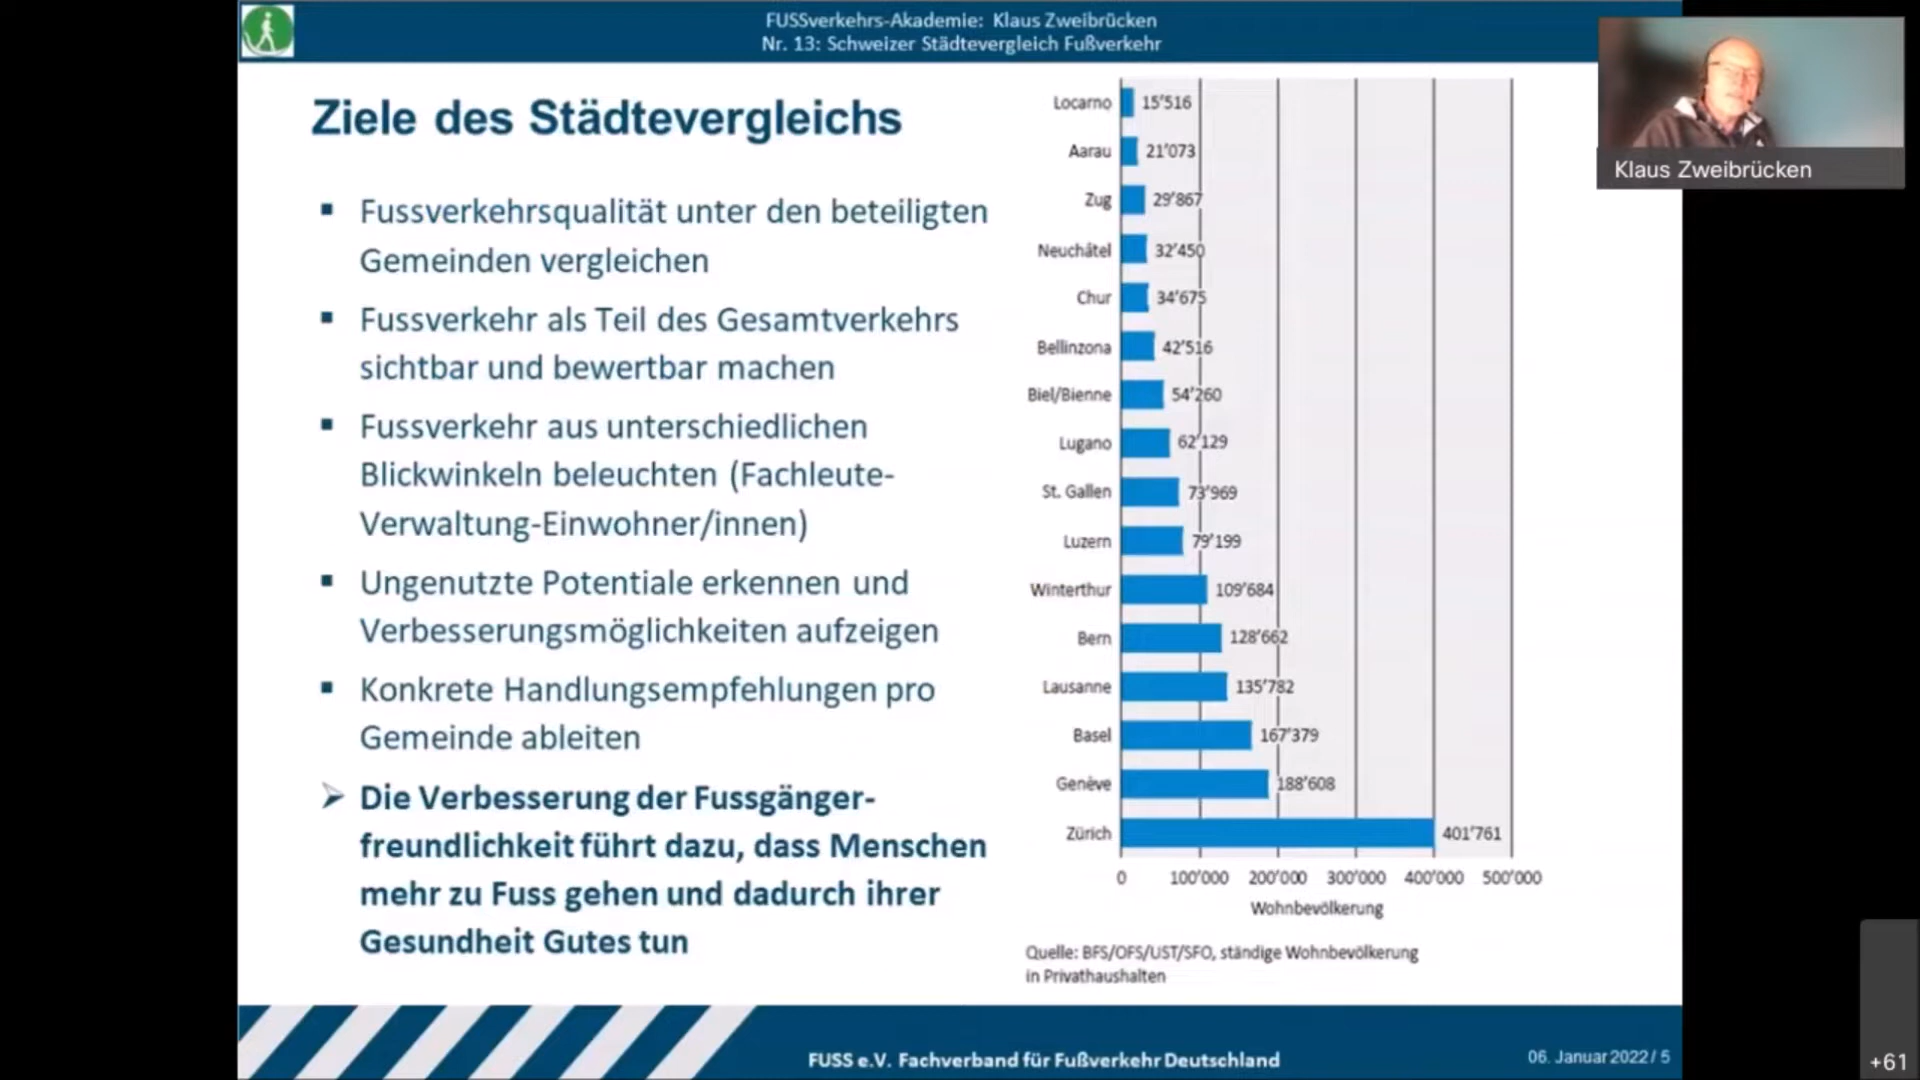 FUSSverkehrs-Akademie: Klaus Zweibrücken
Nr. 13: Schweizer Städtevergleich Fußverkehr
Klaus Zweibrücken
Ziele des Städtevergleichs
▪ Fussverkehrsqualität unter den beteiligten
Gemeinden vergleichen
▪ Fussverkehr als Teil des Gesamtverkehrs
sichtbar und bewertbar machen
▪ Fussverkehr aus unterschiedlichen
Blickwinkeln beleuchten (Fachleute-
Verwaltung-Einwohner/innen)
▪ Ungenutzte Potentiale erkennen und
Verbesserungsmöglichkeiten aufzeigen
▪ Konkrete Handlungsempfehlungen pro
Gemeinde ableiten
➢ Die Verbesserung der Fussgänger-
freundlichkeit führt dazu, dass Menschen
mehr zu Fuss gehen und dadurch ihrer
Gesundheit Gutes tun
Locarno 15'516
Aarau 21'073
Zug 29'867
Neuchâtel 32'450
Chur 34'675
Bellinzona 42'516
Biel/Bienne 54'260
Lugano 62'129
St. Gallen 73'969
Luzern 79'199
Winterthur 109'684
Bern 128'662
Lausanne 135'782
Basel 167'379
Genève 188'608
Zürich 401'761
0 100'000 200'000 300'000 400'000 500'000
Wohnbevölkerung
Quelle: BFS/OFS/UST/SFO, ständige Wohnbevölkerung
in Privathaushalten
FUSS e.V. Fachverband für Fußverkehr Deutschland
06. Januar 2022 / 5
+61